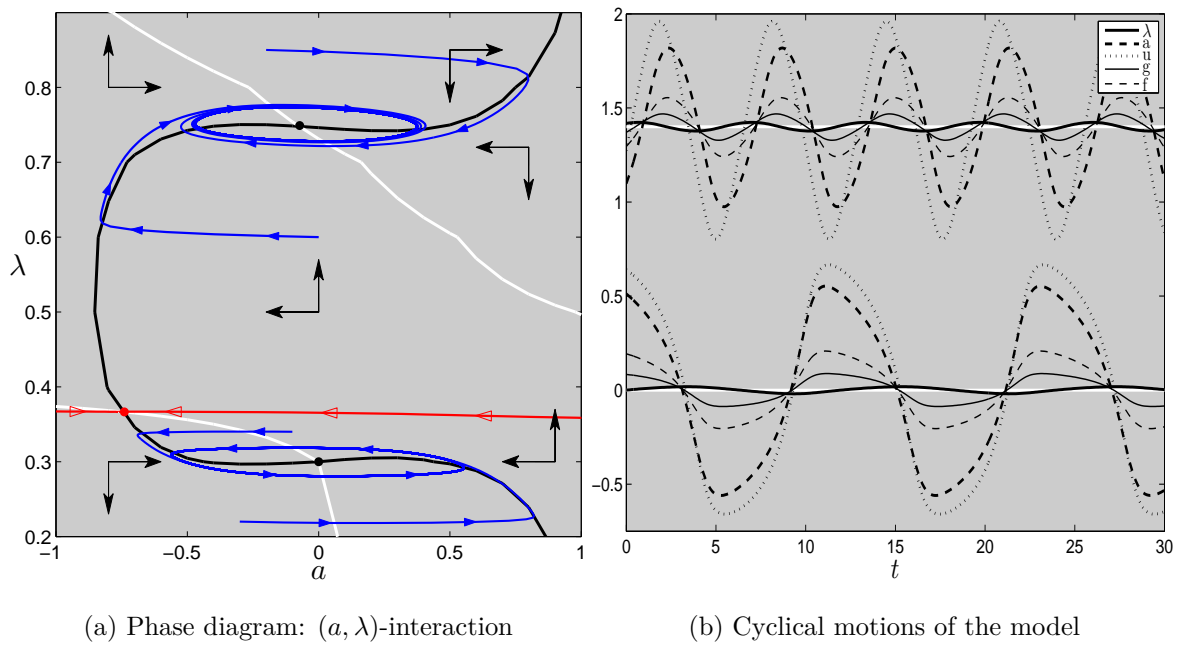 0.8
0.7
0.6
0.5
0.4
0.3
0.2
λ
−1
−0.5
0
0.5
1
a
2
1.5
1
0.5
0
−0.5
λ
a
u
g
f
0
5
10
15
20
25
30
t
(a) Phase diagram: (a, λ)-interaction
(b) Cyclical motions of the model